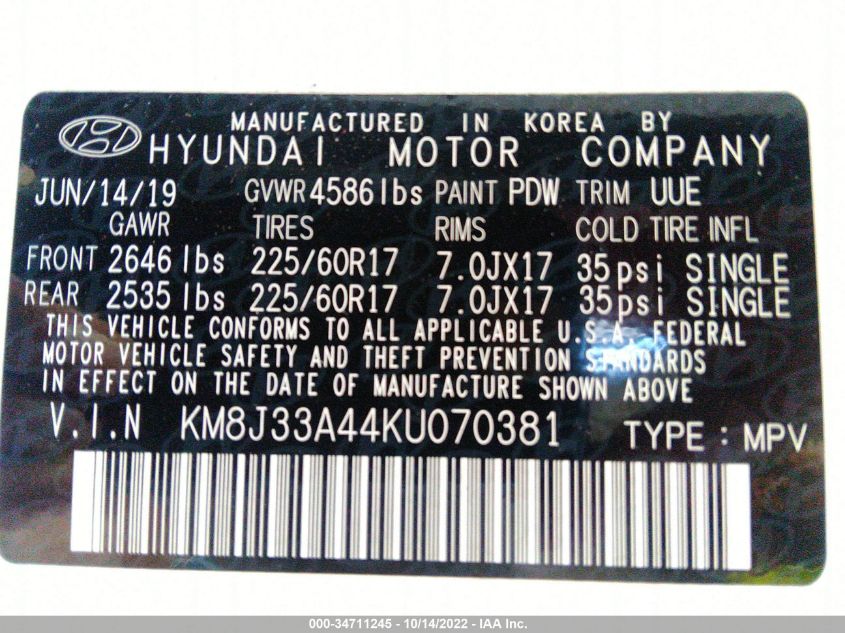 MANUFACTURED IN KOREA BY
HYUNDAI MOTOR COMPANY
JUN/14/19 GVWR 4586 lbs PAINT PDW TRIM UUE
GAWR TIRES RIMS COLD TIRE INFL
FRONT 2646 lbs 225/60R17 7.0JX17 35psi SINGLE
REAR 2535 lbs 225/60R17 7.0JX17 35psi SINGLE
THIS VEHICLE CONFORMS TO ALL APPLICABLE U.S.A. FEDERAL
MOTOR VEHICLE SAFETY AND THEFT PREVENTION STANDARDS
IN EFFECT ON THE DATE OF MANUFACTURE SHOWN ABOVE
V.I.N KM8J33A44KU070381 TYPE : MPV
000-34711245 - 10/14/2022 - IAA Inc.